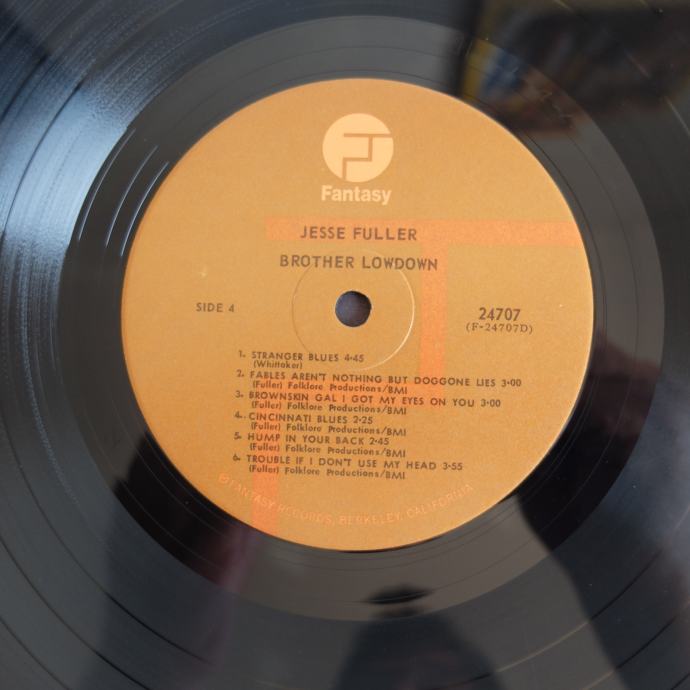 Fantasy
JESSE FULLER
BROTHER LOWDOWN
SIDE 4
24707
(F-24707D)
1. STRANGER BLUES 4·45
(Whittaker)
2. FABLES AREN'T NOTHING BUT DOGGONE LIES 3·00
(Fuller) Folklore Productions/BMI
3. BROWNSKIN GAL I GOT MY EYES ON YOU 3·00
(Fuller) Folklore Productions/BMI
4. CINCINNATI BLUES 2·25
(Fuller) Folklore Productions/BMI
5. HUMP IN YOUR BACK 2·45
(Fuller) Folklore Productions/BMI
6. TROUBLE IF I DON'T USE MY HEAD 3·55
(Fuller) Folklore Productions/BMI
℗ FANTASY RECORDS, BERKELEY, CALIFORNIA